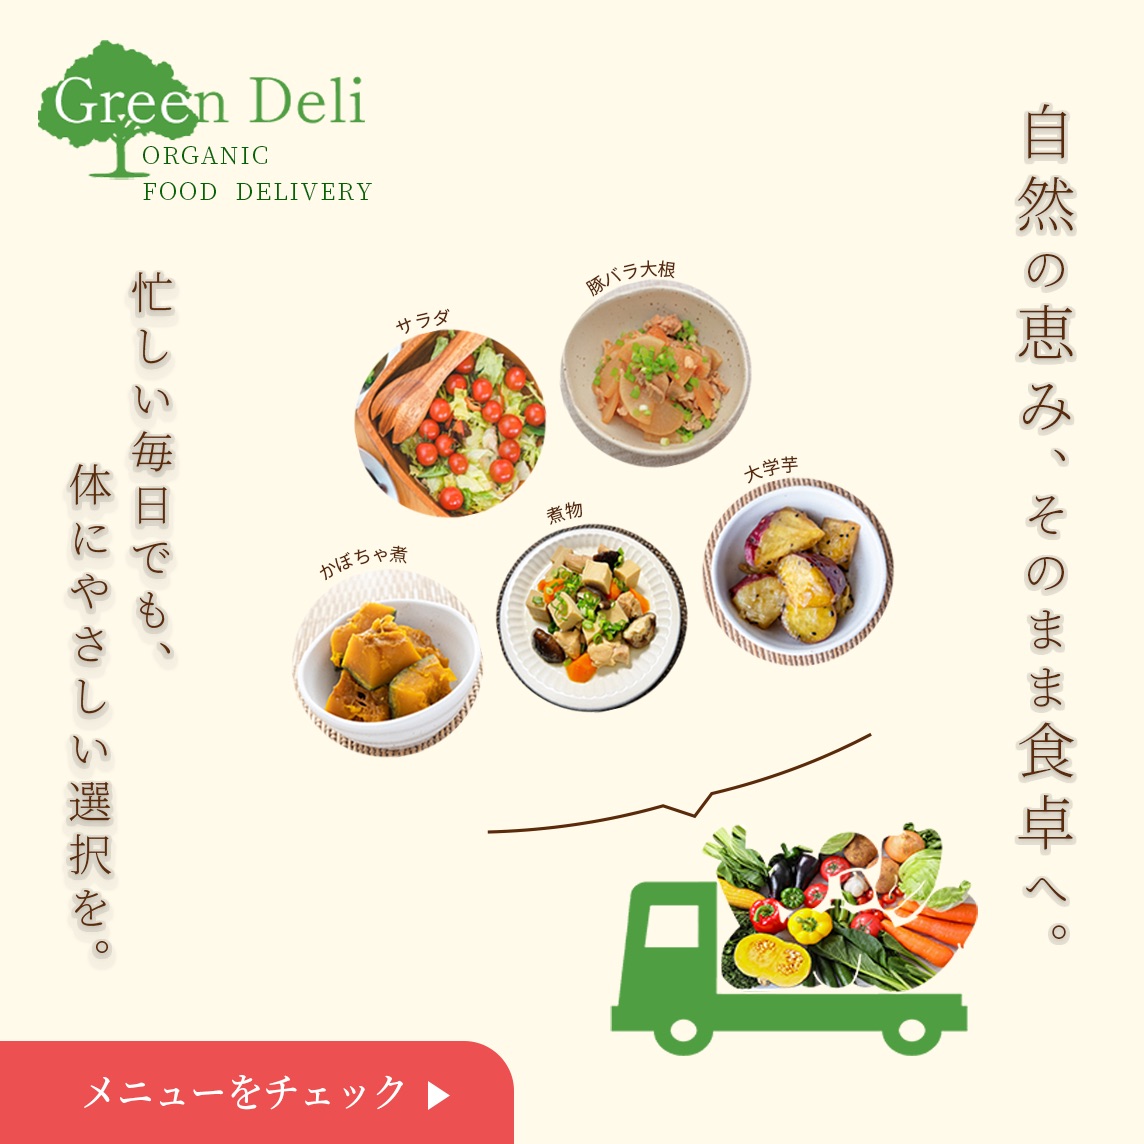 Green Deli
ORGANIC
FOOD DELIVERY
自然の恵み、そのまま食卓へ。
忙しい毎日でも、
体にやさしい選択を。
豚バラ大根
サラダ
大学芋
煮物
かぼちゃ煮
メニューをチェック ▶